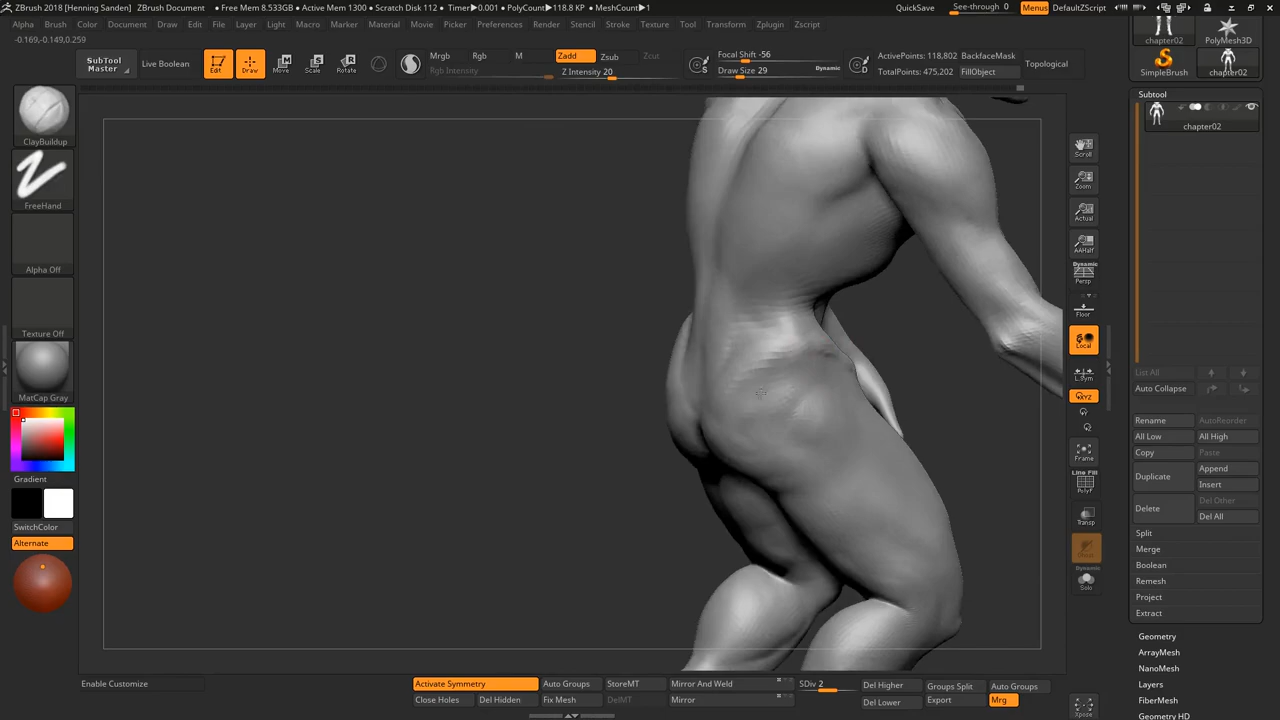 ZBrush 2018 [Henning Sanden] ZBrush Document • Free Mem 8.533GB • Active Mem 1300 • Scratch Disk 112 • Timer▶0.001 • PolyCount▶118.8 KP • MeshCount▶1
QuickSave See-through 0 Menus DefaultZScript
Alpha Brush Color Document Draw Edit File Layer Light Macro Marker Material Movie Picker Preferences Render Stencil Stroke Texture Tool Transform Zplugin Zscript
-0.169,-0.149,0.259
SubTool Master
Live Boolean
Edit Draw Move Scale Rotate
Mrgb Rgb M Zadd Zsub Zcut
Rgb Intensity Z Intensity 20
Focal Shift -56
Draw Size 29 Dynamic
ActivePoints: 118,802 BackfaceMask
TotalPoints: 475,202 FillObject Topological
chapter02 PolyMesh3D
SimpleBrush chapter02
ClayBuildup
FreeHand
Alpha Off
Texture Off
MatCap Gray
Gradient
SwitchColor
Alternate
Scroll
Zoom
Actual
AAHalf
Dynamic
Persp
Floor
Local
L.Sym
XYZ
Frame
Line Fill
PolyF
Transp
Ghost
Dynamic
Solo
Xpose
Subtool
chapter02
List All
Auto Collapse
Rename AutoReorder
All Low All High
Copy Paste
Duplicate Append
Insert
Delete Del Other
Del All
Split
Merge
Boolean
Remesh
Project
Extract
Geometry
ArrayMesh
NanoMesh
Layers
FiberMesh
Geometry HD
Enable Customize
Activate Symmetry Auto Groups StoreMT Mirror And Weld SDiv 2 Del Higher Groups Split Auto Groups
Close Holes Del Hidden Fix Mesh DelMT Mirror Del Lower Export Mrg